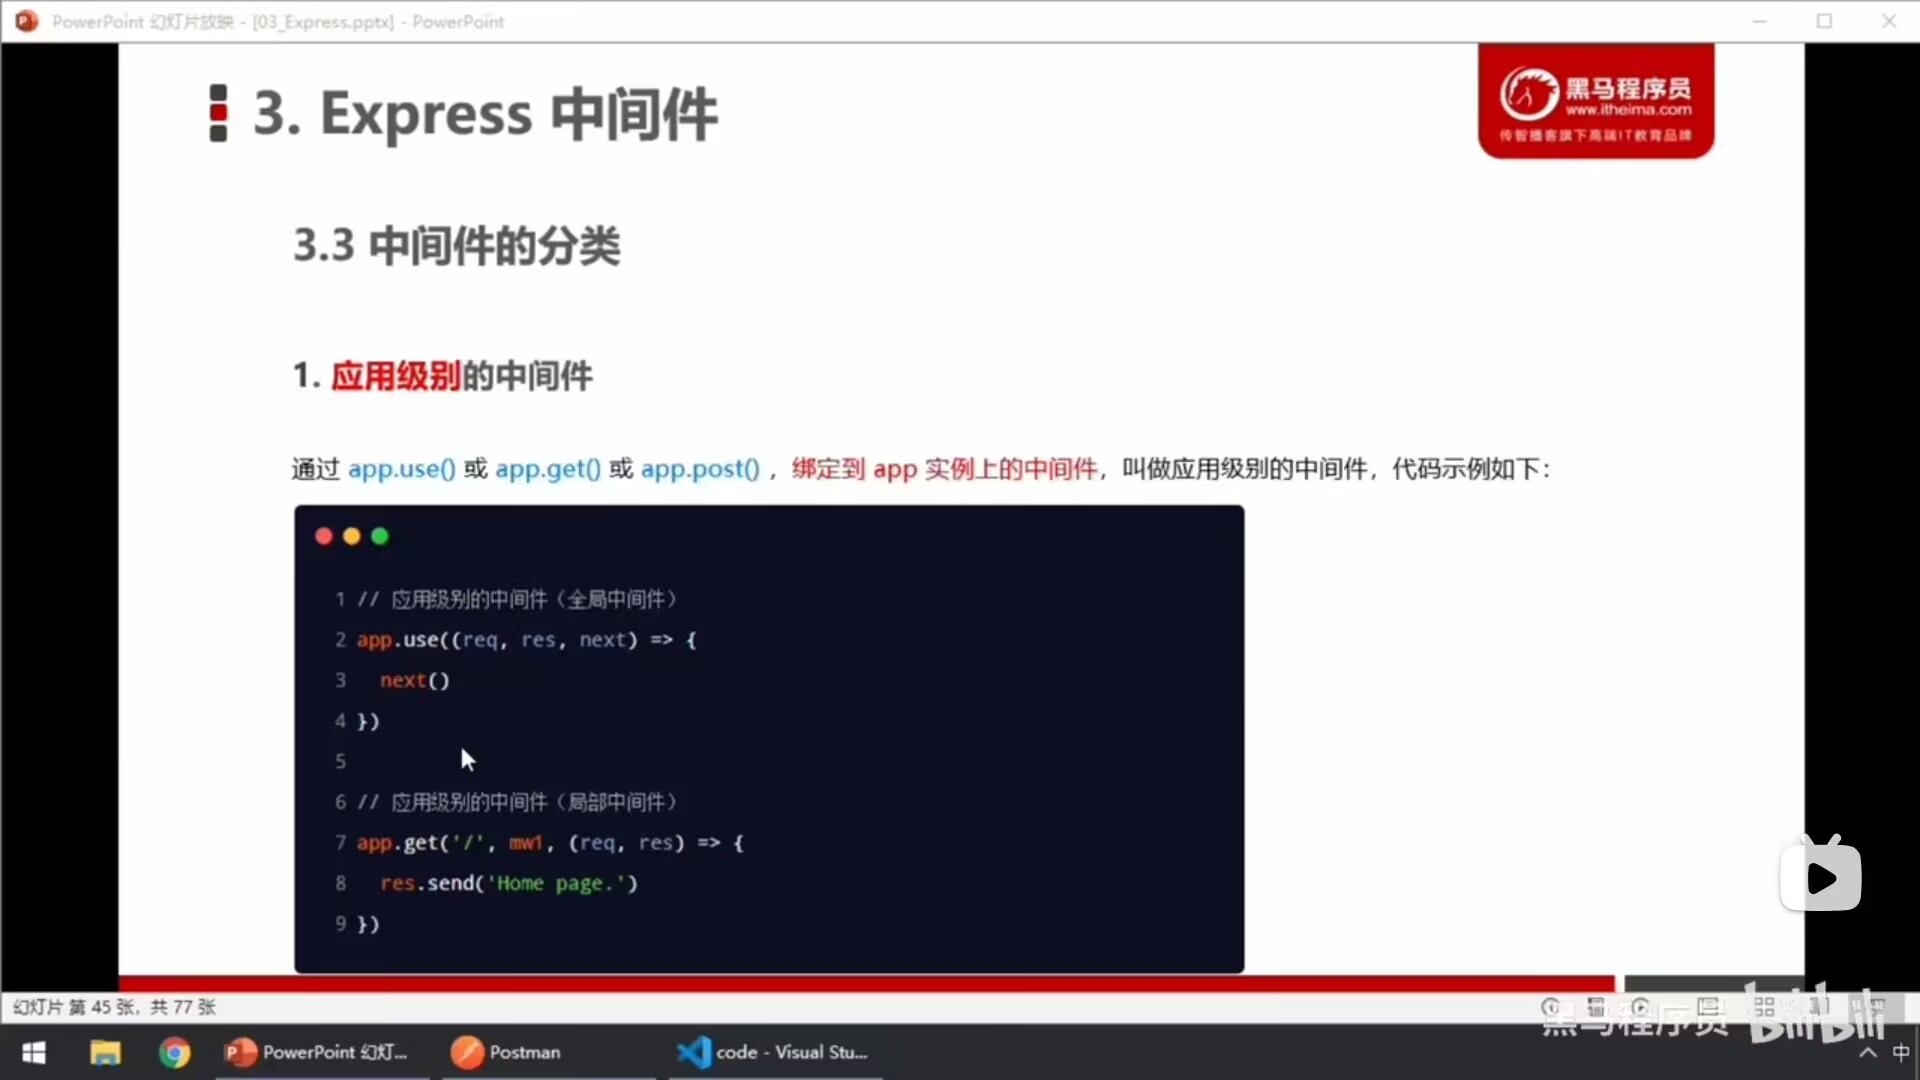 PowerPoint 幻灯片放映 - [03_Express.pptx] - PowerPoint
3. Express 中间件
黑马程序员
www.itheima.com
传智播客旗下高端IT教育品牌
3.3 中间件的分类
1. 应用级别的中间件
通过 app.use() 或 app.get() 或 app.post() ，绑定到 app 实例上的中间件，叫做应用级别的中间件，代码示例如下：
1 // 应用级别的中间件（全局中间件）
2 app.use((req, res, next) => {
3 next()
4 })
5
6 // 应用级别的中间件（局部中间件）
7 app.get('/', mw1, (req, res) => {
8 res.send('Home page.')
9 })
幻灯片 第 45 张，共 77 张
黑马程序员 bilibili
PowerPoint 幻灯...
Postman
code - Visual Stu...
中